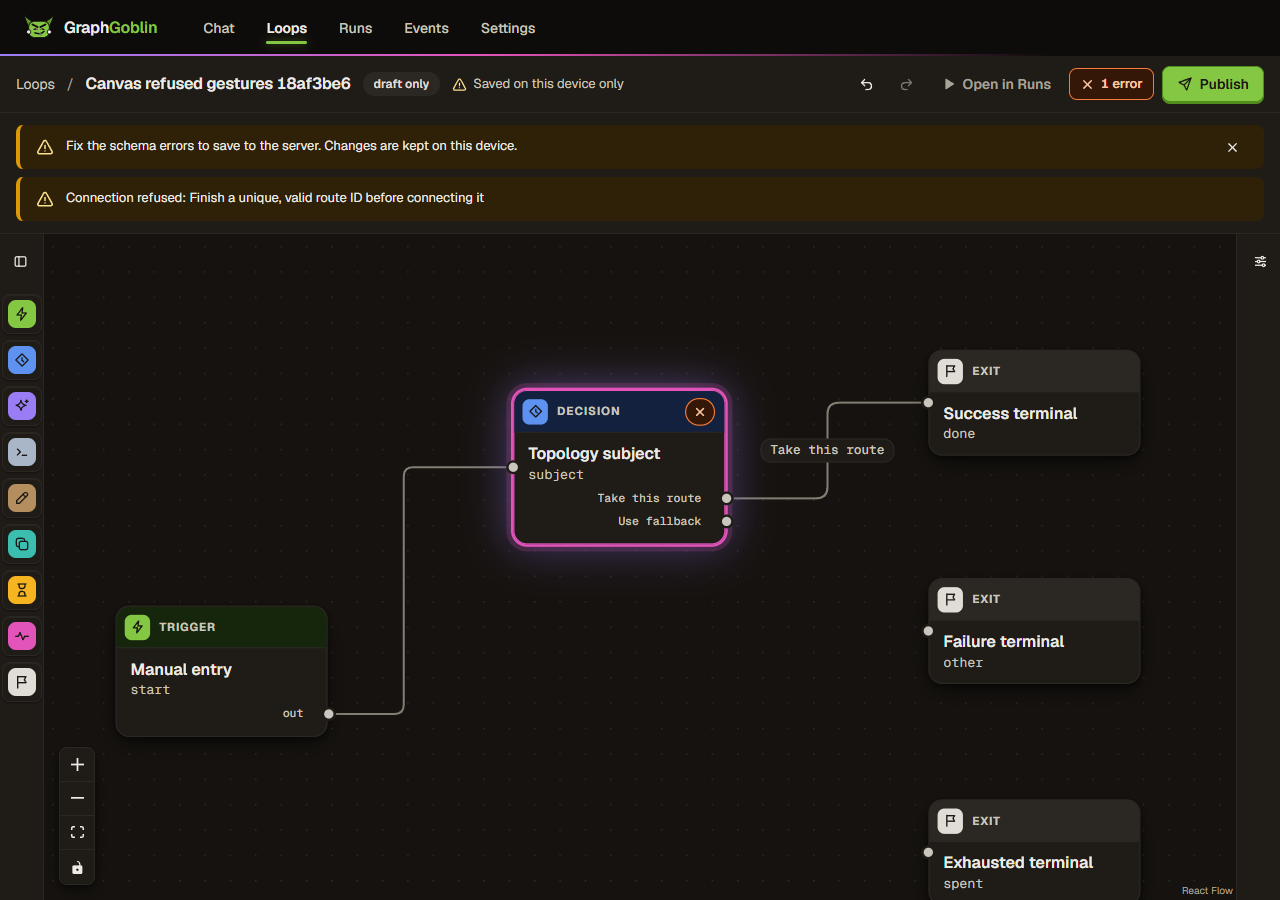 GraphGoblin
Chat
Loops
Runs
Events
Settings
Loops / Canvas refused gestures 18af3be6
draft only
Saved on this device only
Open in Runs
1 error
Publish
Fix the schema errors to save to the server. Changes are kept on this device.
Connection refused: Finish a unique, valid route ID before connecting it
EXIT
Success terminal
done
DECISION
Topology subject
subject
Take this route
Use fallback
Take this route
EXIT
Failure terminal
other
TRIGGER
Manual entry
start
out
EXIT
Exhausted terminal
spent
React Flow